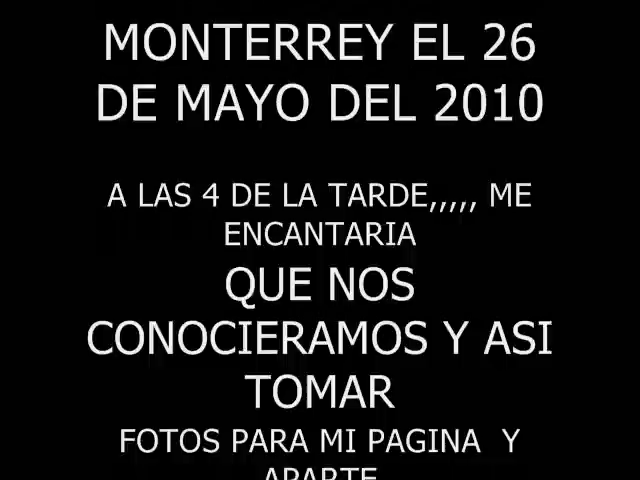 MONTERREY EL 26
DE MAYO DEL 2010
A LAS 4 DE LA TARDE,,,,, ME
ENCANTARIA
QUE NOS
CONOCIERAMOS Y ASI
TOMAR
FOTOS PARA MI PAGINA  Y
APARTE